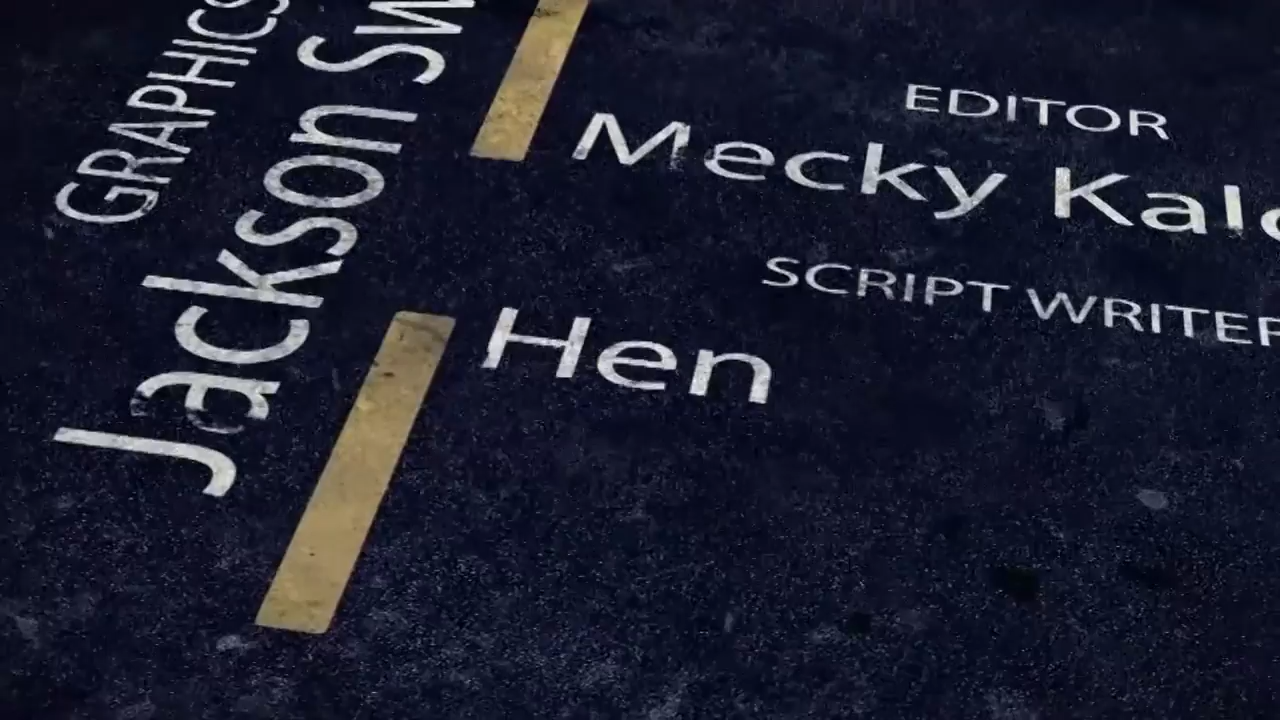 GRAPHICS
Jackson
EDITOR
Mecky
SCRIPT WRITER
Hen